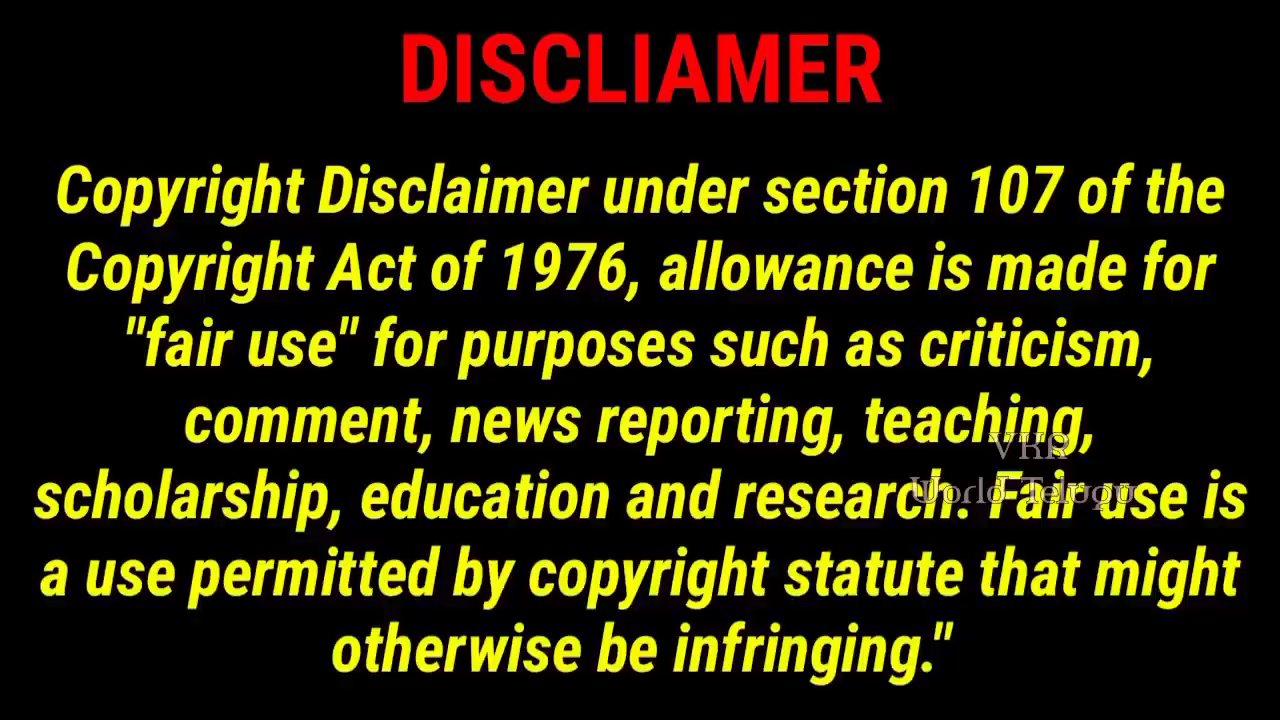 DISCLIAMER
Copyright Disclaimer under section 107 of the
Copyright Act of 1976, allowance is made for
"fair use" for purposes such as criticism,
comment, news reporting, teaching,
VKR
scholarship, education and research. Fair use is
World Telugu
a use permitted by copyright statute that might
otherwise be infringing."